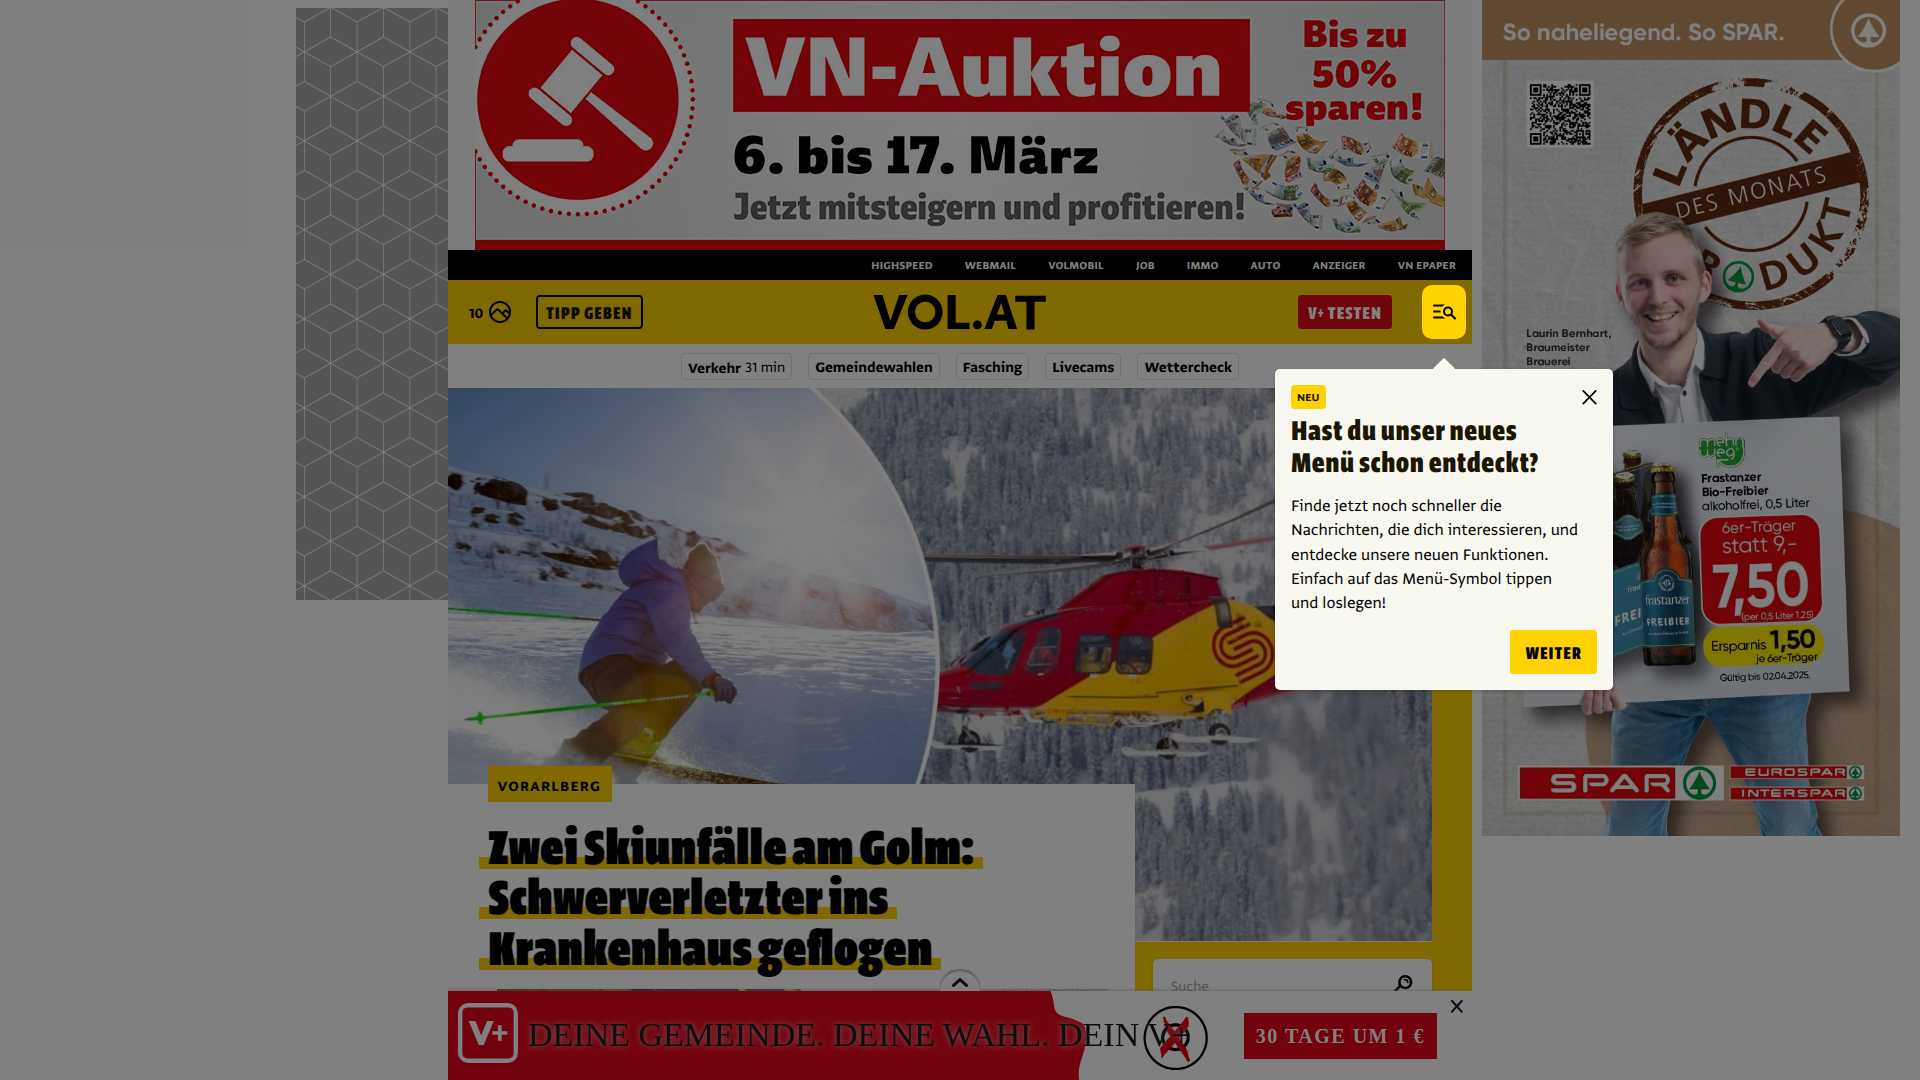 VN-Auktion
Bis zu
50%
sparen!
6. bis 17. März
Jetzt mitsteigern und profitieren!
So naheliegend. So SPAR.
LÄNDLE
DES MONATS
PRODUKT
Laurin Bernhart,
Braumeister
Brauerei
HIGHSPEED WEBMAIL VOLMOBIL JOB IMMO AUTO ANZEIGER VN EPAPER
10
TIPP GEBEN
VOL.AT
V+ TESTEN
Verkehr 31 min
Gemeindewahlen
Fasching
Livecams
Wettercheck
NEU
Hast du unser neues
Menü schon entdeckt?
Finde jetzt noch schneller die
Nachrichten, die dich interessieren, und
entdecke unsere neuen Funktionen.
Einfach auf das Menü-Symbol tippen
und loslegen!
WEITER
mehr
weg
Frastanzer
Bio-Freibier
alkoholfrei, 0,5 Liter
6er-Träger
statt 9,-
7,50
(per 0,5 Liter 1.25)
Ersparnis 1,50
je 6er-Träger
Gültig bis 02.04.2025.
frastanzer
FREIBIER
SPAR
EUROSPAR
INTERSPAR
VORARLBERG
Zwei Skiunfälle am Golm:
Schwerverletzter ins
Krankenhaus geflogen
Suche
V+
DEINE GEMEINDE. DEINE WAHL. DEIN V+
30 TAGE UM 1 €